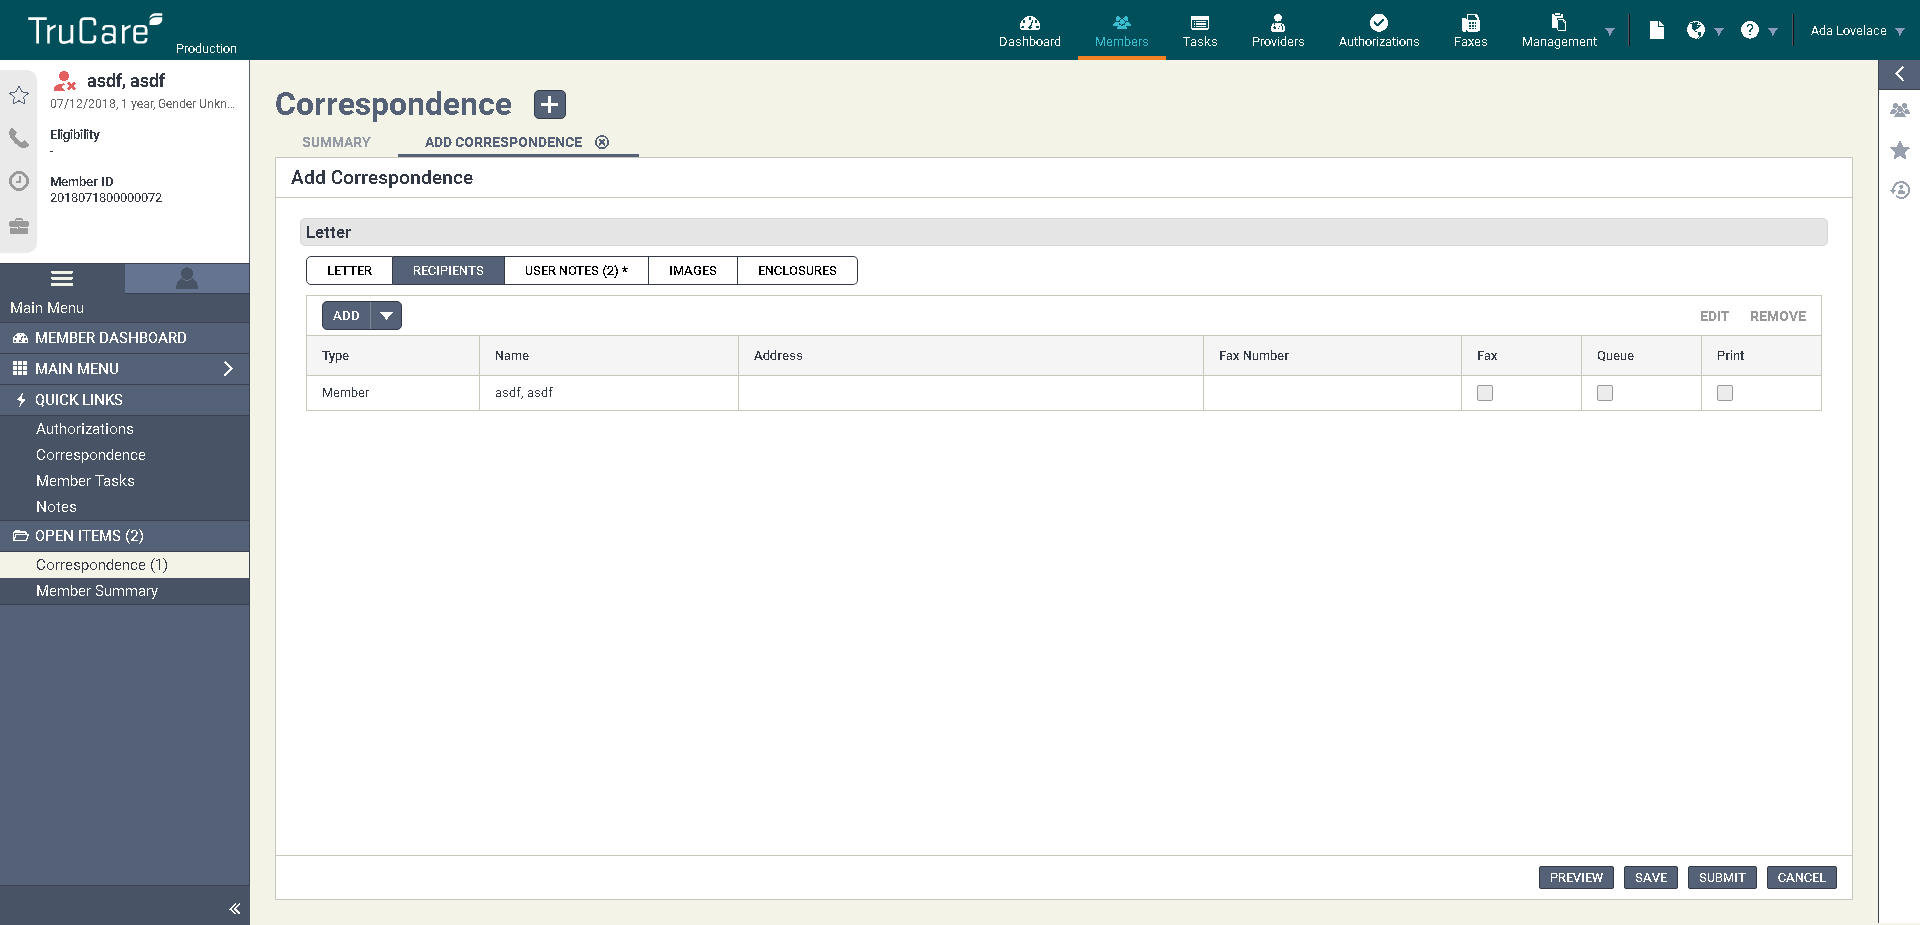 TruCare
Production
Dashboard
Members
Tasks
Providers
Authorizations
Faxes
Management
Ada Lovelace
asdf, asdf
07/12/2018, 1 year, Gender Unkn...
Eligibility
-
Member ID
2018071800000072
Main Menu
MEMBER DASHBOARD
MAIN MENU
QUICK LINKS
Authorizations
Correspondence
Member Tasks
Notes
OPEN ITEMS (2)
Correspondence (1)
Member Summary
Correspondence
SUMMARY
ADD CORRESPONDENCE
Add Correspondence
Letter
LETTER
RECIPIENTS
USER NOTES (2) *
IMAGES
ENCLOSURES
ADD
EDIT
REMOVE
Type
Name
Address
Fax Number
Fax
Queue
Print
Member
asdf, asdf
PREVIEW
SAVE
SUBMIT
CANCEL